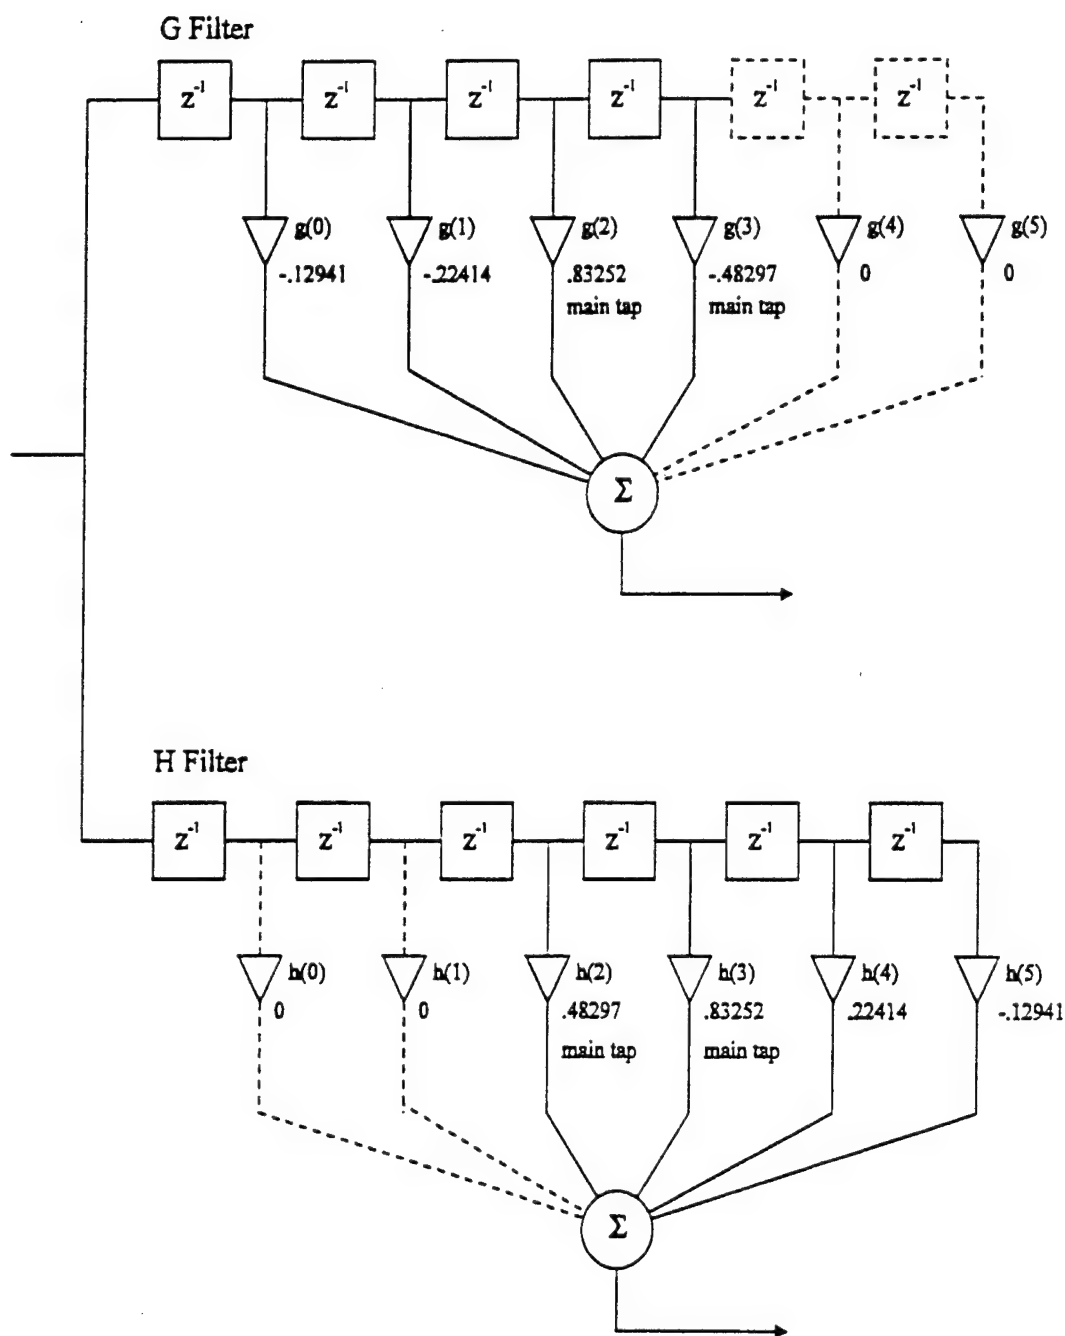 G Filter
z⁻¹ z⁻¹ z⁻¹ z⁻¹ z⁻¹ z⁻¹
g(0) g(1) g(2) g(3) g(4) g(5)
-.12941 -.22414 .83252 -.48297 0 0
main tap main tap
Σ
H Filter
z⁻¹ z⁻¹ z⁻¹ z⁻¹ z⁻¹ z⁻¹
h(0) h(1) h(2) h(3) h(4) h(5)
0 0 .48297 .83252 .22414 -.12941
main tap main tap
Σ